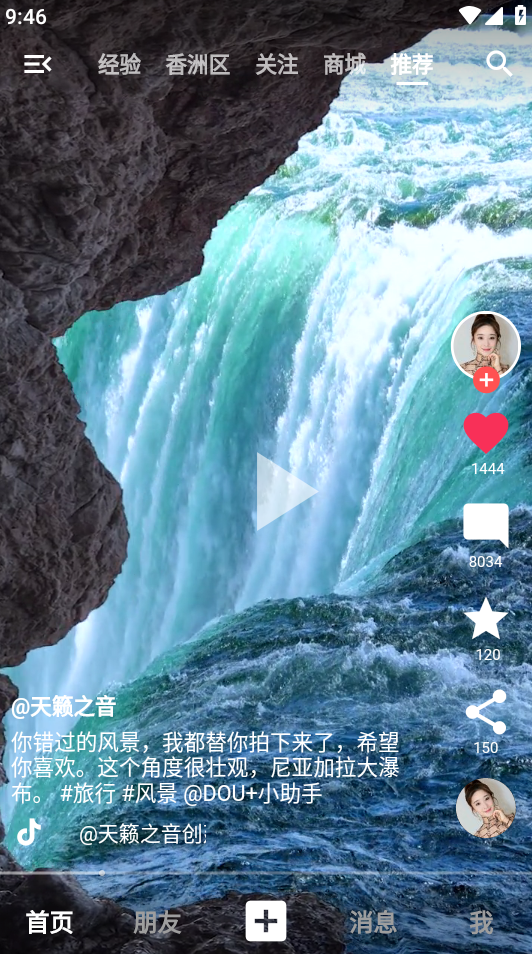 9:46
经验 香洲区 关注 商城 推荐
1444
8034
120
150
@天籁之音
你错过的风景，我都替你拍下来了，希望
你喜欢。这个角度很壮观，尼亚加拉大瀑
布。 #旅行 #风景 @DOU+小助手
@天籁之音创
首页 朋友 消息 我